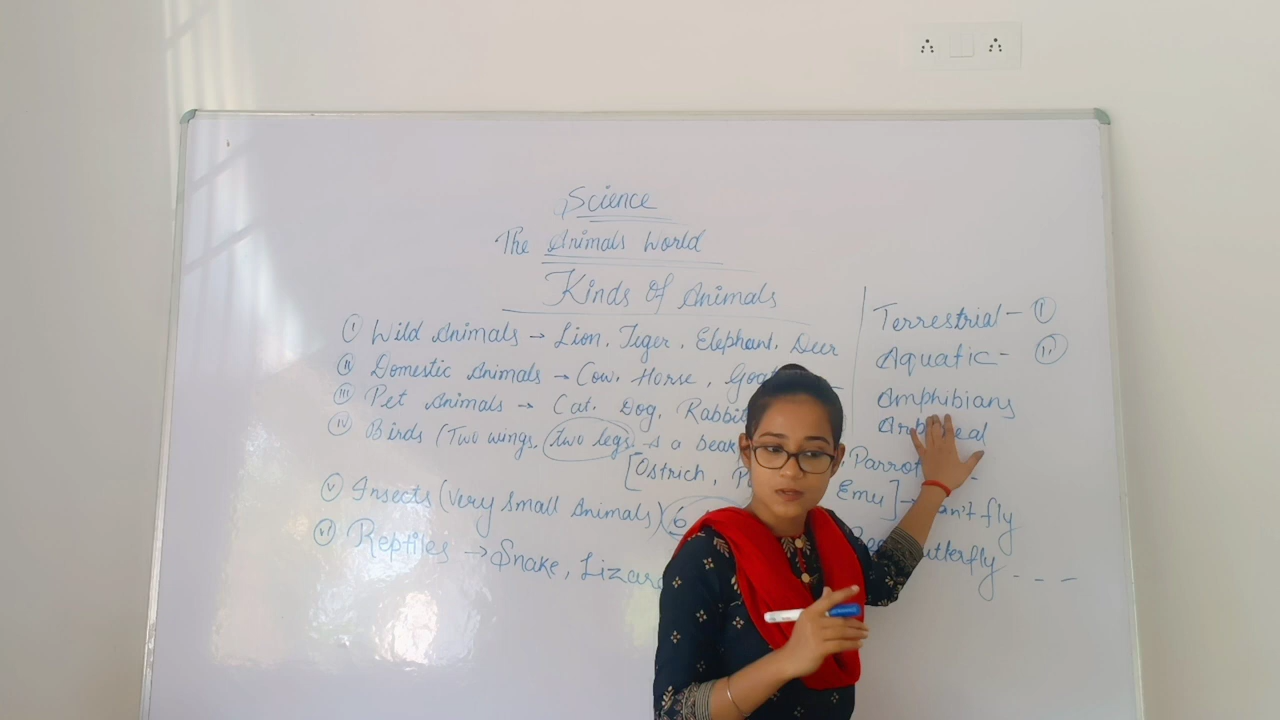 Science
The Animals World
Kinds Of Animals
(I) Wild Animals → Lion, Tiger, Elephant, Deer
(II) Domestic Animals → Cow, Horse,
(III) Pet Animals → Cat, Dog, Rabbit
(IV) Birds (Two wings, two legs, a beak
[Ostrich, Emu] → can't fly
Parrot
(V) Insects (Very small Animals) (6
Butterfly - - -
(VI) Reptiles → Snake, Lizard
Terrestrial - (I)
Aquatic - (II)
Amphibians